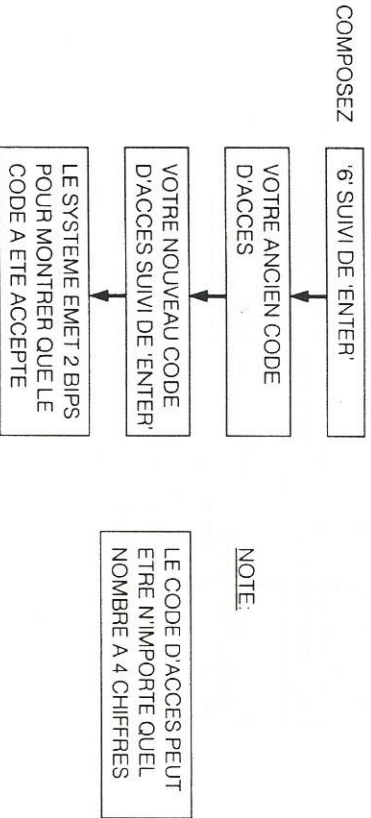 COMPOSEZ
'6' SUIVI DE 'ENTER'
VOTRE ANCIEN CODE
D'ACCES
VOTRE NOUVEAU CODE
D'ACCES SUIVI DE 'ENTER'
LE SYSTEME EMET 2 BIPS
POUR MONTRER QUE LE
CODE A ETE ACCEPTE
NOTE:
LE CODE D'ACCES PEUT
ETRE N'IMPORTE QUEL
NOMBRE A 4 CHIFFRES